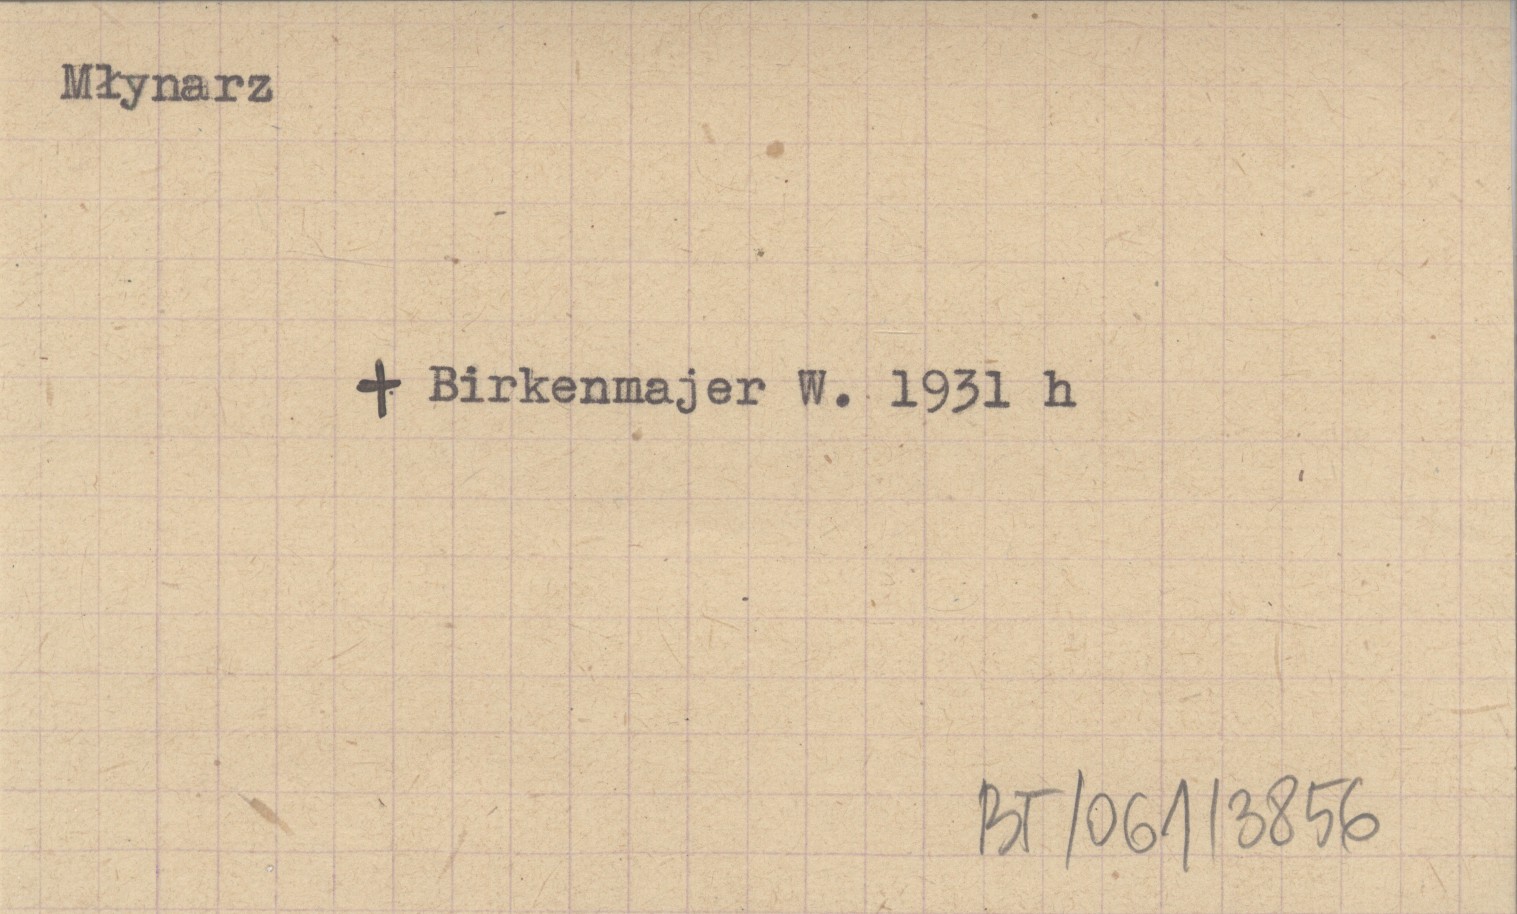 Młynarz
+ Birkenmajer W. 1931 h
BT/061/3856